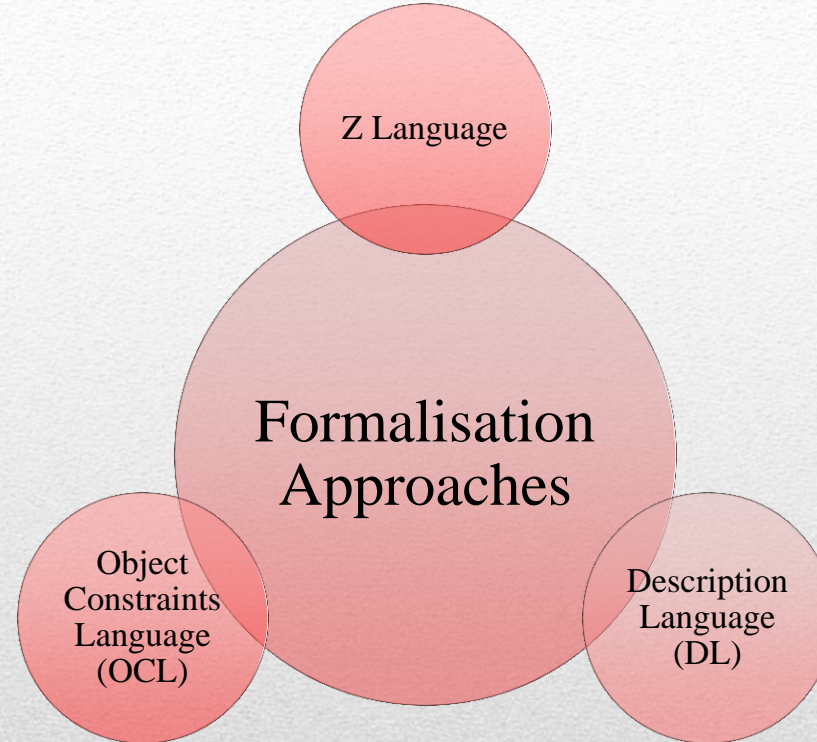 Z Language
Formalisation
Approaches
Object
Constraints
Language
(OCL)
Description
Language
(DL)